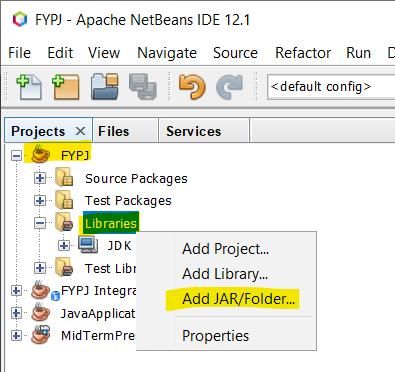 FYPJ - Apache NetBeans IDE 12.1
File Edit View Navigate Source Refactor Run
<default config>
Projects Files Services
FYPJ
Source Packages
Test Packages
Libraries
JDK
Test Libr
FYPJ Integra
JavaApplicat
MidTermPres
Add Project...
Add Library...
Add JAR/Folder...
Properties